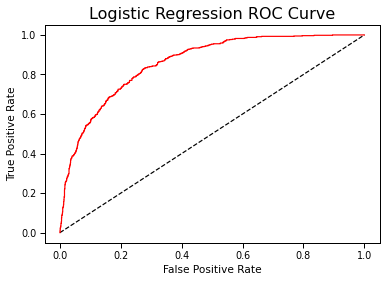 Logistic Regression ROC Curve
1.0
0.8
0.6
0.4
0.2
0.0
True Positive Rate
0.0 0.2 0.4 0.6 0.8 1.0
False Positive Rate